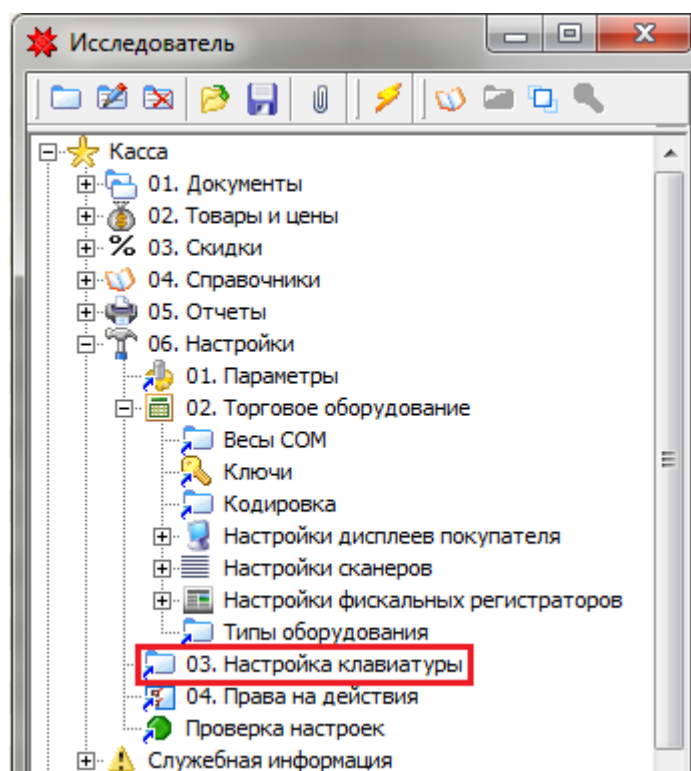 Исследователь
Касса
01. Документы
02. Товары и цены
% 03. Скидки
04. Справочники
05. Отчеты
06. Настройки
01. Параметры
02. Торговое оборудование
Весы COM
Ключи
Кодировка
Настройки дисплеев покупателя
Настройки сканеров
Настройки фискальных регистраторов
Типы оборудования
03. Настройка клавиатуры
04. Права на действия
Проверка настроек
Служебная информация